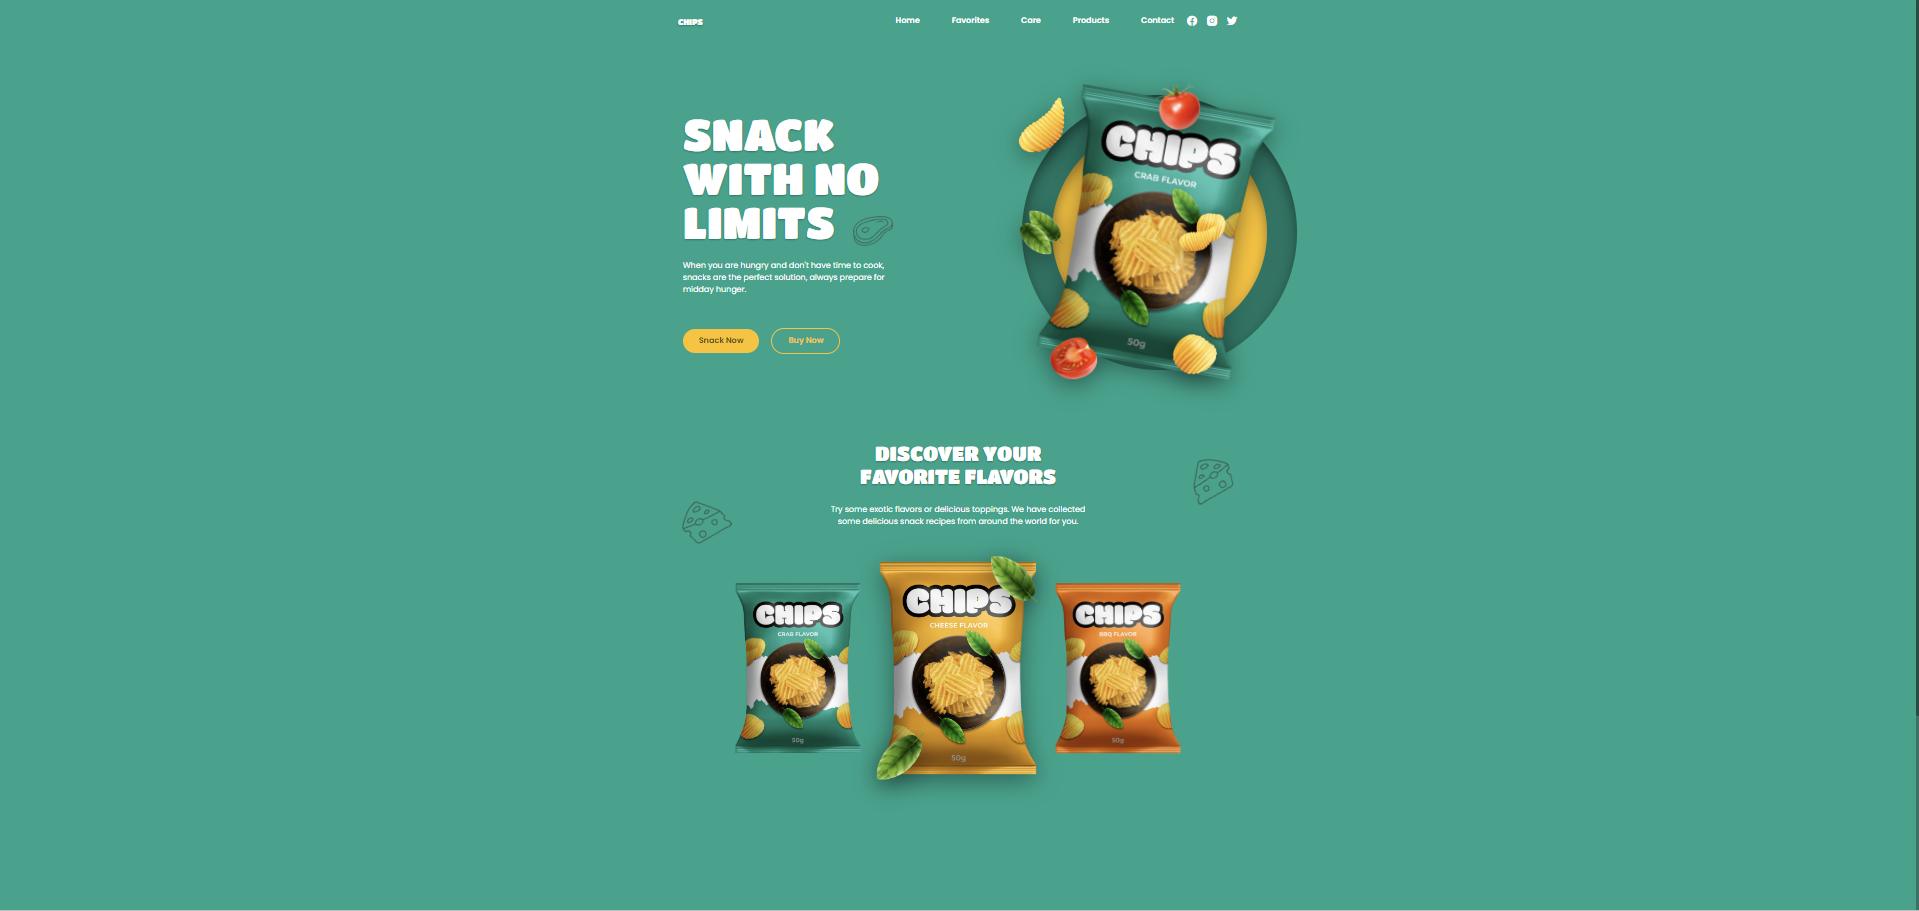 CHIPS
Home Favorites Care Products Contact
SNACK
WITH NO
LIMITS
When you are hungry and don't have time to cook,
snacks are the perfect solution, always prepare for
midday hunger.
Snack Now Buy Now
CHIPS
CRAB FLAVOR
50g
DISCOVER YOUR
FAVORITE FLAVORS
Try some exotic flavors or delicious toppings. We have collected
some delicious snack recipes from around the world for you.
CHIPS
CRAB FLAVOR
50g
CHIPS
CHEESE FLAVOR
50g
CHIPS
BBQ FLAVOR
50g